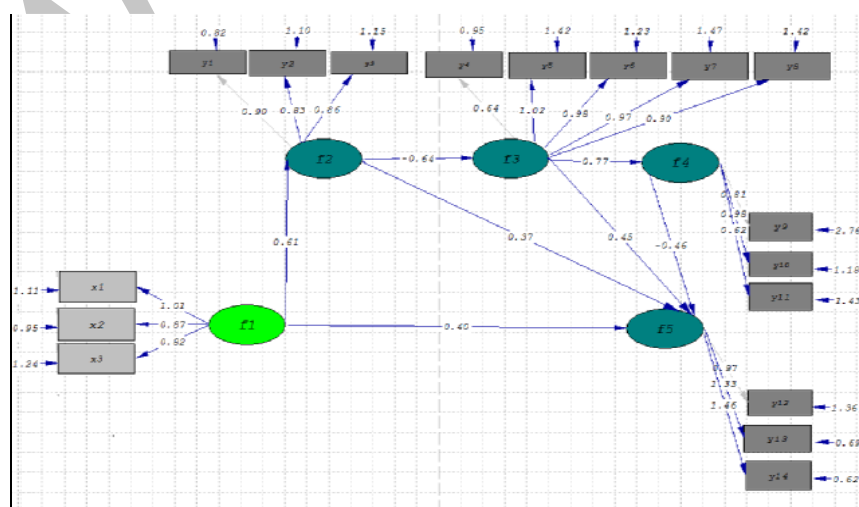 0.82 1.10 1.15 0.95 1.42 1.23 1.47 1.42
y1 y2 y3 y4 y5 y6 y7 y8
0.90 0.83 0.86 0.64 1.02 0.98 0.97 0.90
f2 -0.64 f3 -0.77 f4
0.81
0.98 y9 2.76
0.62
0.61 0.37 0.45 -0.46
y10 1.18
y11 2.43
1.11 x1
1.01
0.95 x2 0.87
f1 0.40 f5
1.24 x3 0.82
0.97
1.33 y12 1.36
1.46
y13 0.69
y14 0.62